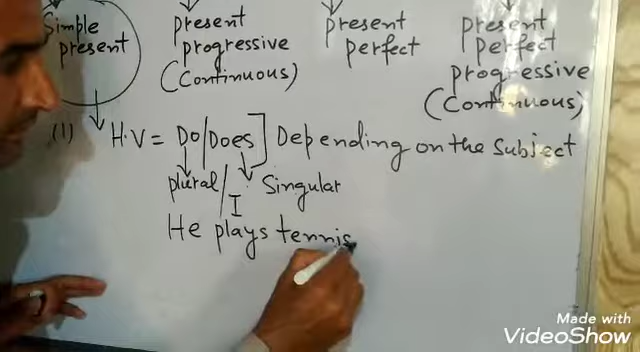 Simple present present progressive (Continuous) present perfect present perfect progressive (Continuous)
(1) H.V = Do/Does] Depending on the subject
plural/I Singular
He plays tennis
Made with
VideoShow